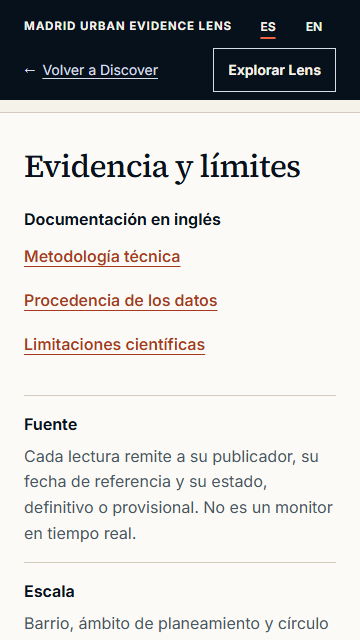 MADRID URBAN EVIDENCE LENS ES EN
← Volver a Discover Explorar Lens
Evidencia y límites
Documentación en inglés
Metodología técnica
Procedencia de los datos
Limitaciones científicas
Fuente
Cada lectura remite a su publicador, su
fecha de referencia y su estado,
definitivo o provisional. No es un monitor
en tiempo real.
Escala
Barrio, ámbito de planeamiento y círculo